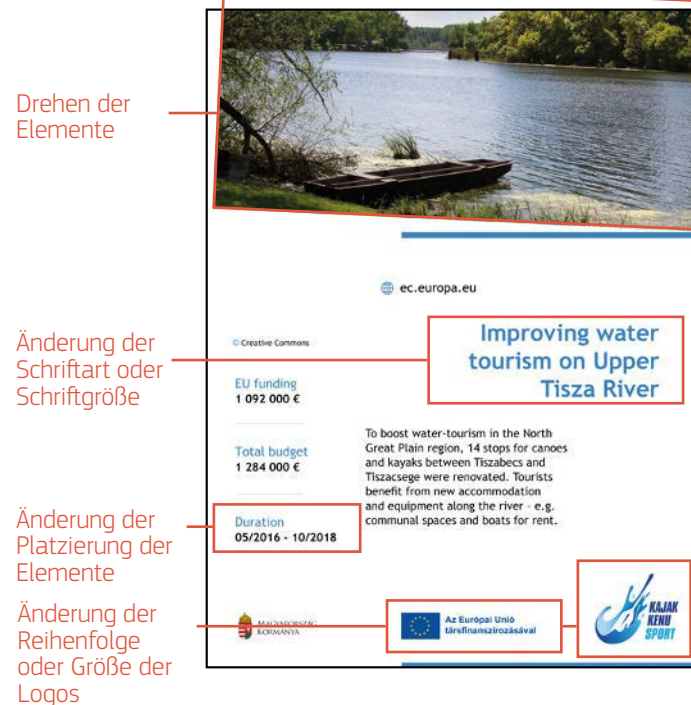 Drehen der
Elemente
ec.europa.eu
Änderung der
Schriftart oder
Schriftgröße
© Creative Commons
Improving water
tourism on Upper
Tisza River
EU funding
1 092 000 €
Total budget
1 284 000 €
To boost water-tourism in the North
Great Plain region, 14 stops for canoes
and kayaks between Tiszabecs and
Tiszacsege were renovated. Tourists
benefit from new accommodation
and equipment along the river - e.g.
communal spaces and boats for rent.
Änderung der
Platzierung der
Elemente
Duration
05/2016 - 10/2018
Änderung der
Reihenfolge
oder Größe der
Logos
MAGYARORSZÁG
KORMÁNYA
Az Európai Unió
társfinanszírozásával
KAJAK
KENU
SPORT